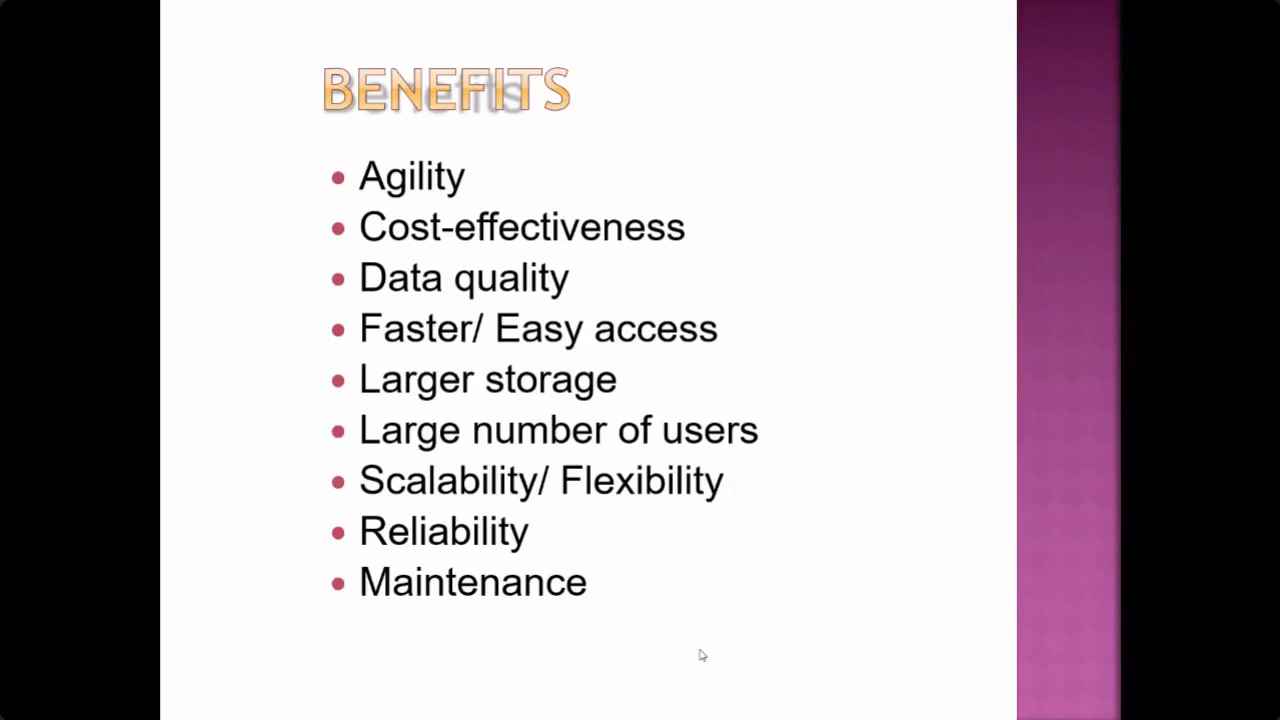 BENEFITS
• Agility
• Cost-effectiveness
• Data quality
• Faster/ Easy access
• Larger storage
• Large number of users
• Scalability/ Flexibility
• Reliability
• Maintenance